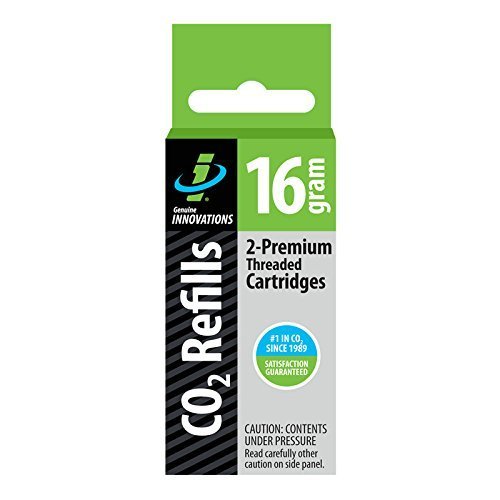 Genuine
INNOVATIONS
CO₂ Refills
16 gram
2-Premium
Threaded
Cartridges
#1 IN CO₂
SINCE 1989
SATISFACTION
GUARANTEED
CAUTION: CONTENTS
UNDER PRESSURE
Read carefully other
caution on side panel.